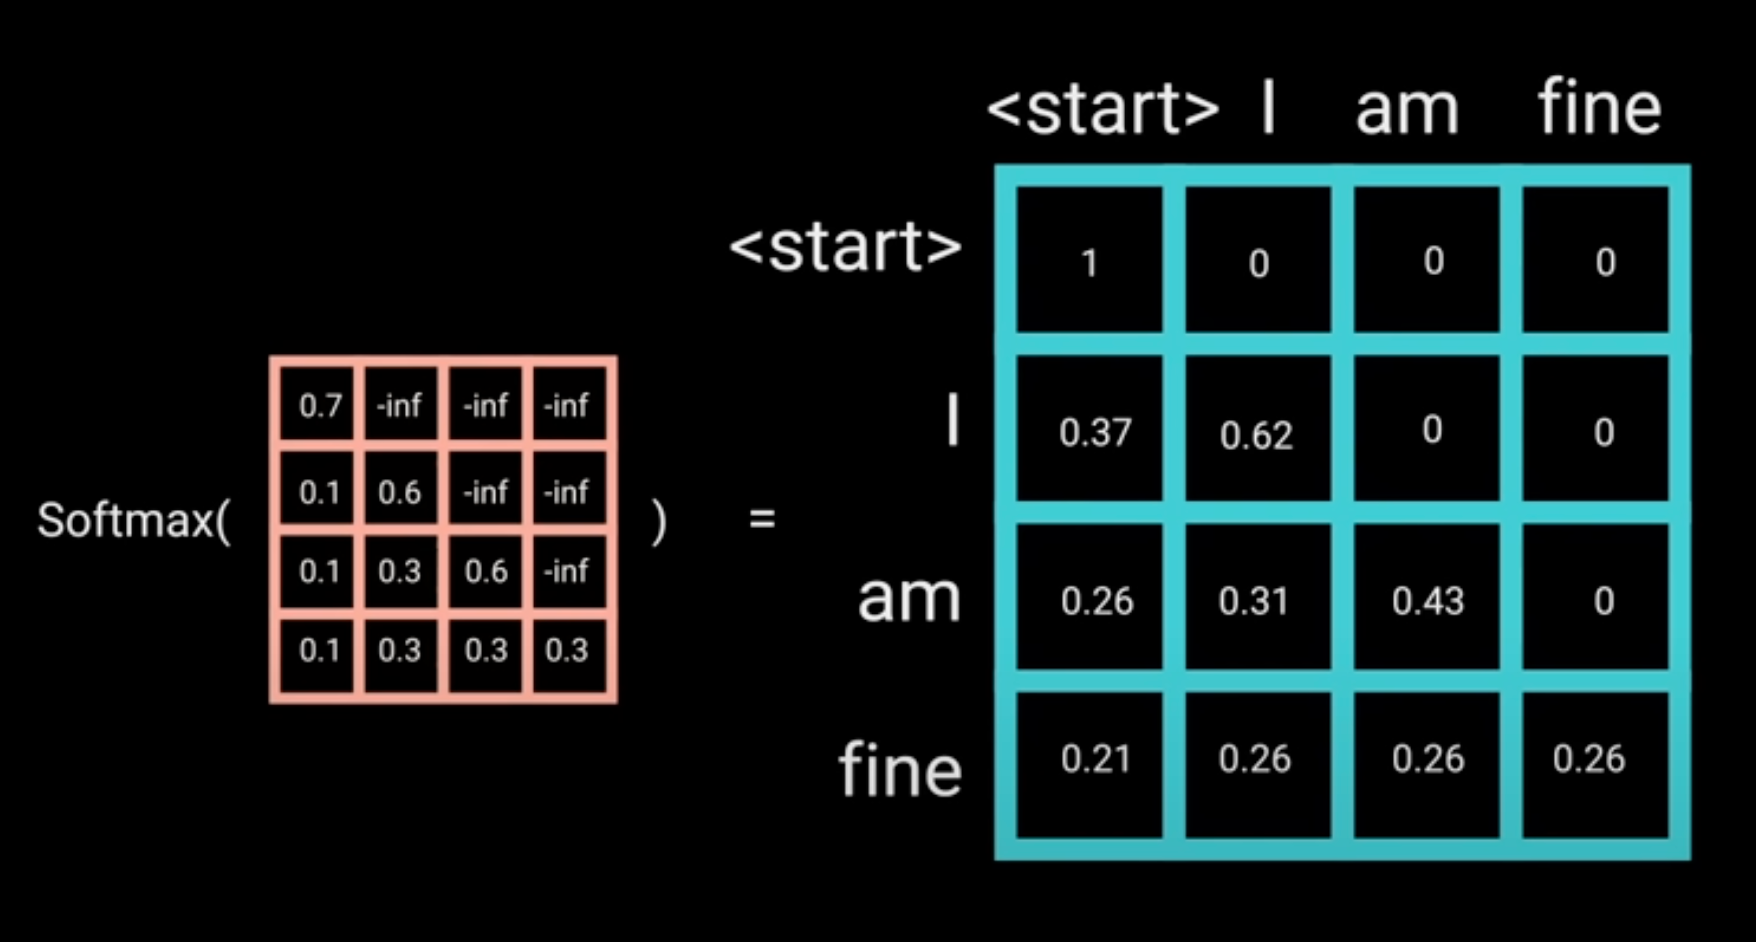 <start> I am fine
<start> 1 0 0 0
I 0.37 0.62 0 0
am 0.26 0.31 0.43 0
fine 0.21 0.26 0.26 0.26
Softmax( ) =
0.7 -inf -inf -inf
0.1 0.6 -inf -inf
0.1 0.3 0.6 -inf
0.1 0.3 0.3 0.3